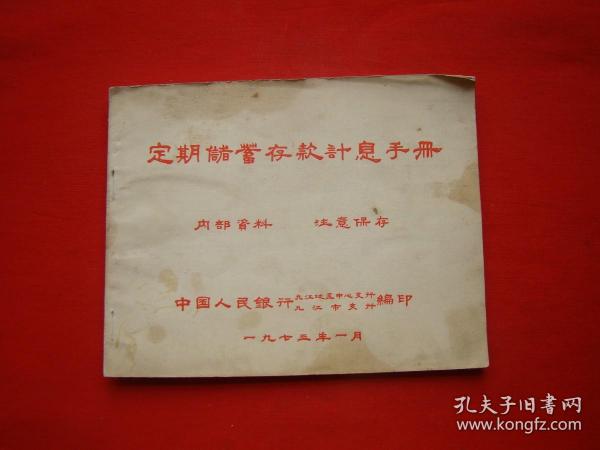 定期儲蓄存款計息手冊
内部資料 注意保存
中国人民銀行九江地区中心支行九江市支行編印
一九七三年一月
孔夫子旧书网
www.kongfz.com